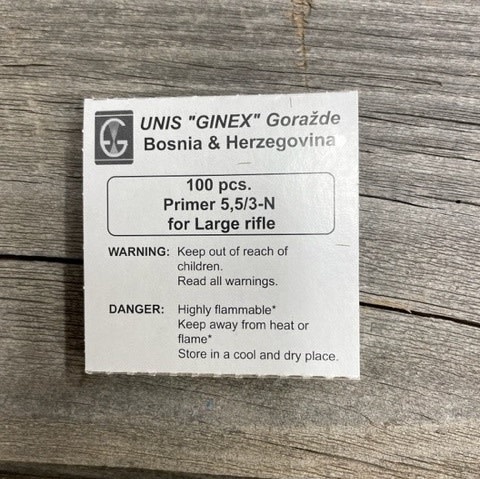 UNIS "GINEX" Goražde
Bosnia & Herzegovina
100 pcs.
Primer 5,5/3-N
for Large rifle
WARNING: Keep out of reach of
children.
Read all warnings.
DANGER: Highly flammable*
Keep away from heat or
flame*
Store in a cool and dry place.